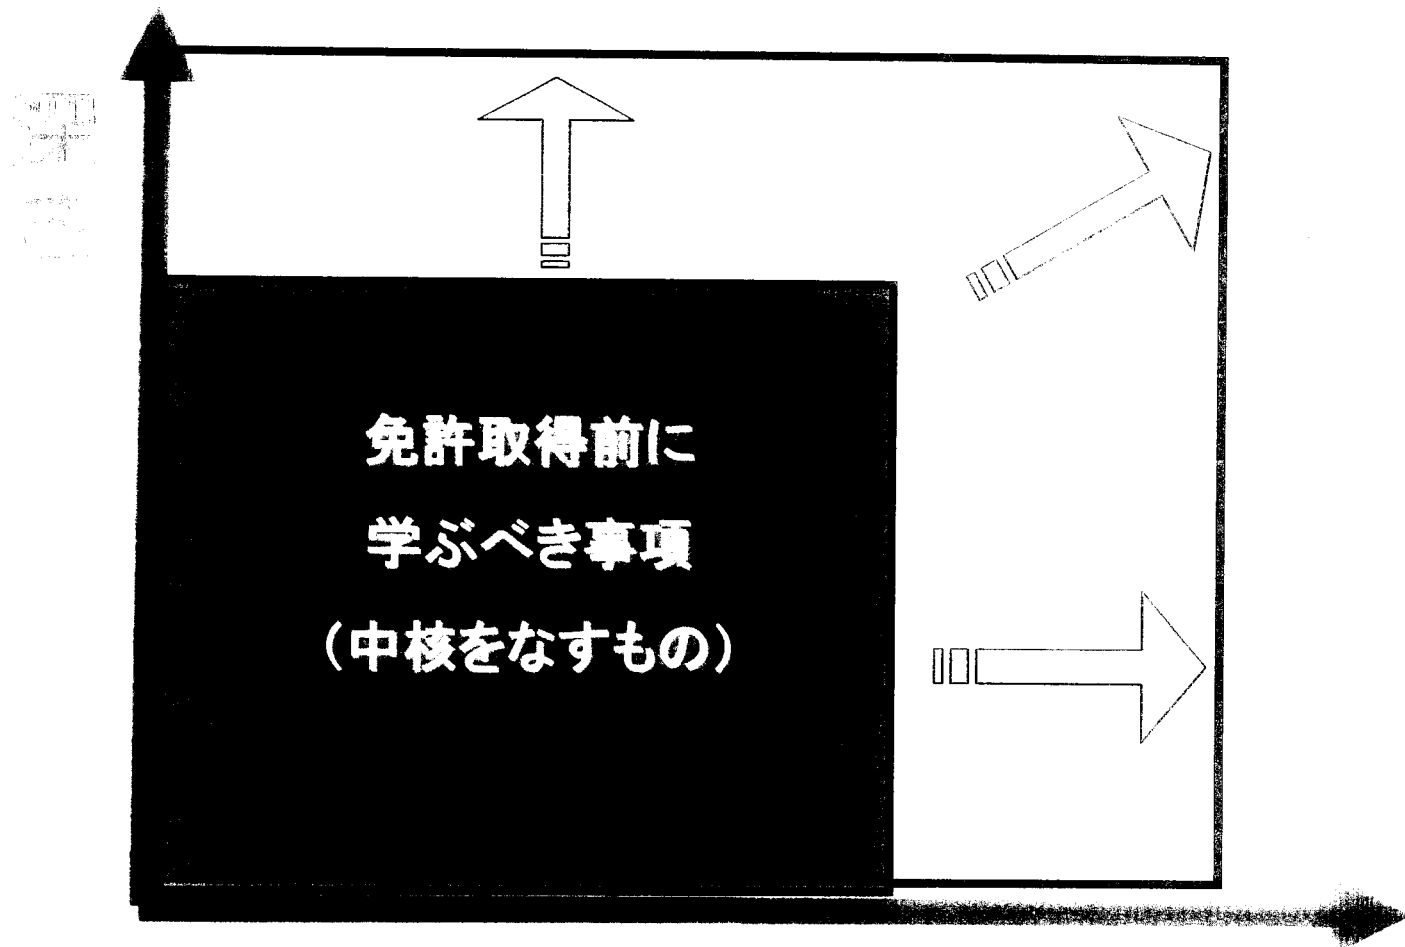 免許取得前に
学ぶべき事項
（中核をなすもの）